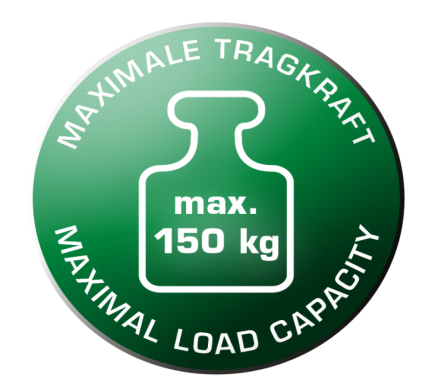 MAXIMALE TRAGKRAFT
max.
150 kg
MAXIMAL LOAD CAPACITY